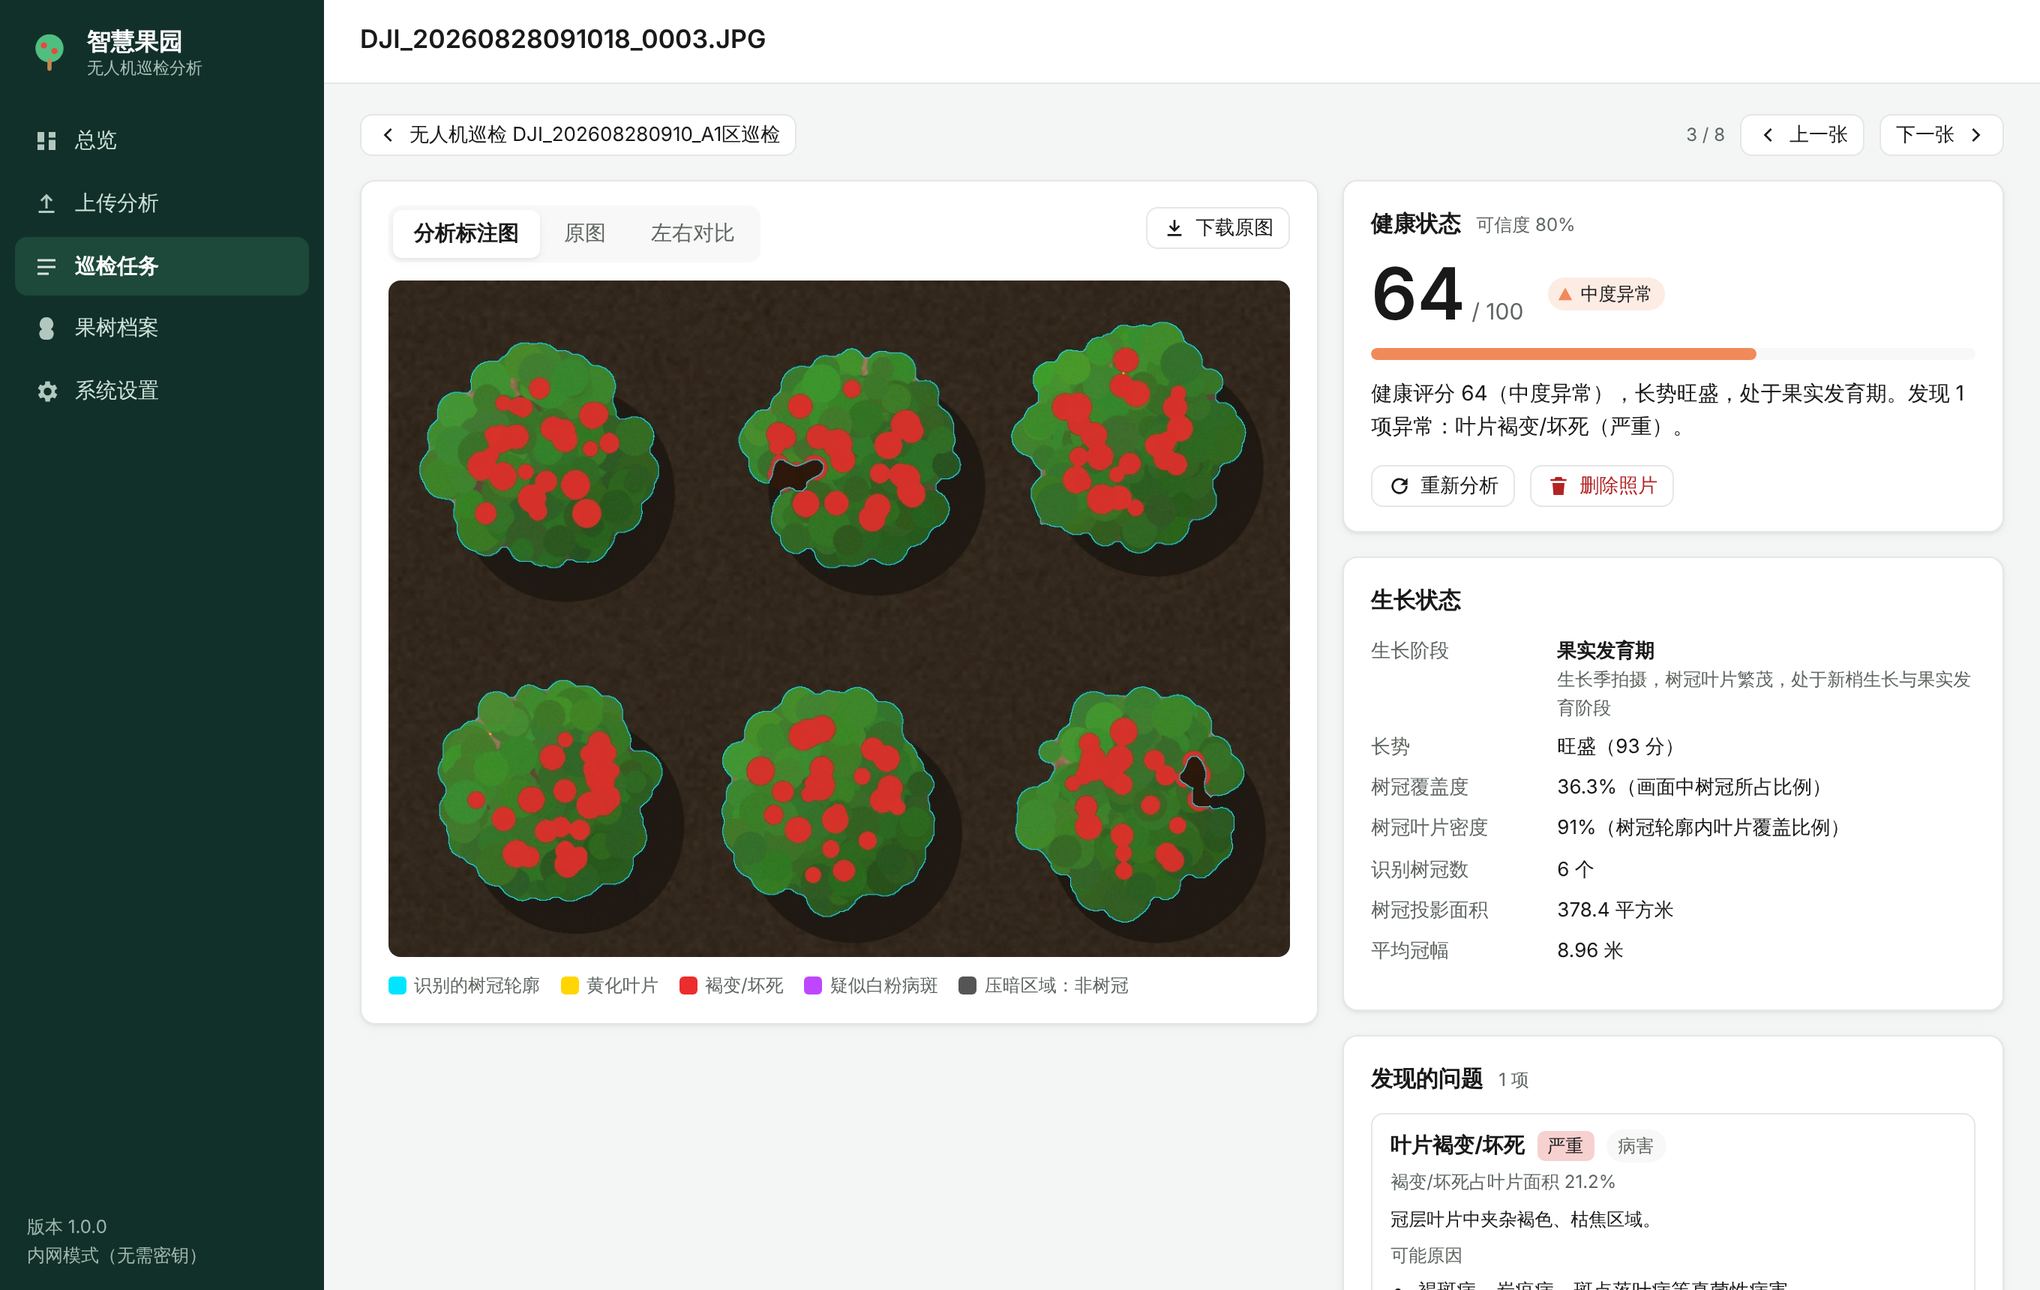 智慧果园
无人机巡检分析
总览
上传分析
巡检任务
果树档案
系统设置
版本 1.0.0
内网模式（无需密钥）
DJI_20260828091018_0003.JPG
无人机巡检 DJI_202608280910_A1区巡检
3 / 8
上一张
下一张
分析标注图
原图
左右对比
下载原图
识别的树冠轮廓
黄化叶片
褐变/坏死
疑似白粉病斑
压暗区域：非树冠
健康状态 可信度 80%
64 / 100
中度异常
健康评分 64（中度异常），长势旺盛，处于果实发育期。发现 1
项异常：叶片褐变/坏死（严重）。
重新分析
删除照片
生长状态
生长阶段 果实发育期
生长季拍摄，树冠叶片繁茂，处于新梢生长与果实发
育阶段
长势 旺盛（93 分）
树冠覆盖度 36.3%（画面中树冠所占比例）
树冠叶片密度 91%（树冠轮廓内叶片覆盖比例）
识别树冠数 6 个
树冠投影面积 378.4 平方米
平均冠幅 8.96 米
发现的问题 1 项
叶片褐变/坏死 严重 病害
褐变/坏死占叶片面积 21.2%
冠层叶片中夹杂褐色、枯焦区域。
可能原因
褐斑病、炭疽病、斑点落叶病等真菌性病害